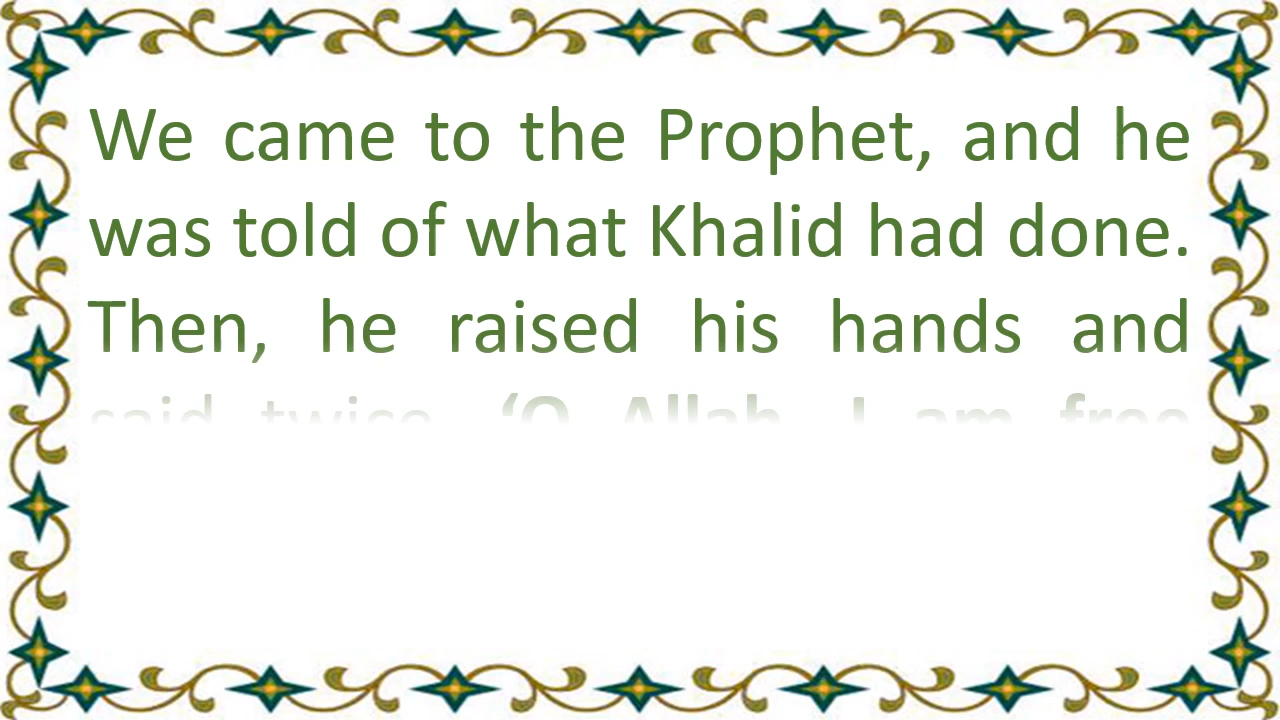 We came to the Prophet, and he
was told of what Khalid had done.
Then, he raised his hands and
said twice, ‘O Allah, I am free